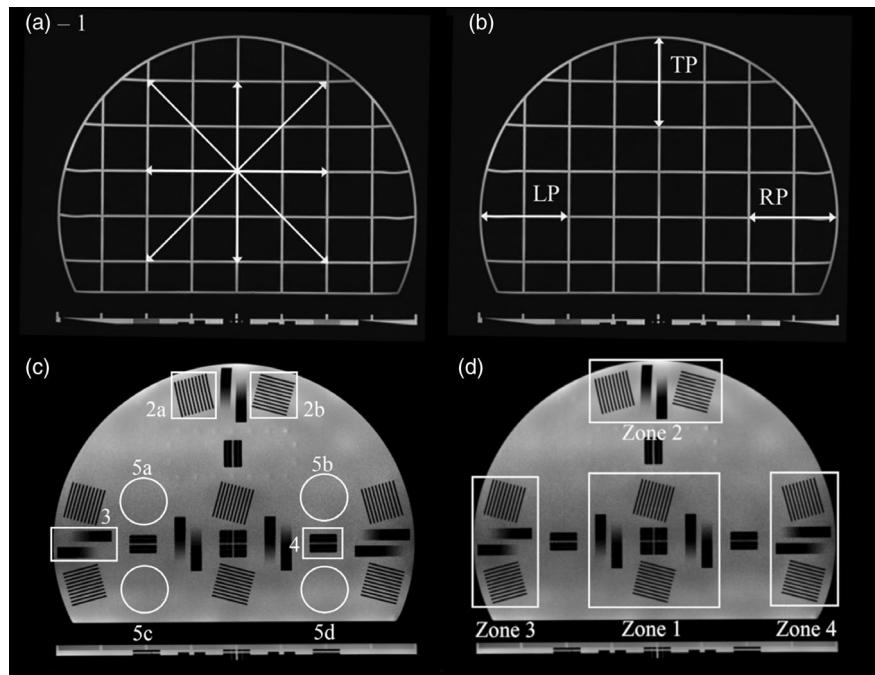 (a) – 1
(b)
TP
LP
RP
(c)
2a
2b
5a
5b
3
4
5c
5d
(d)
Zone 2
Zone 3
Zone 1
Zone 4